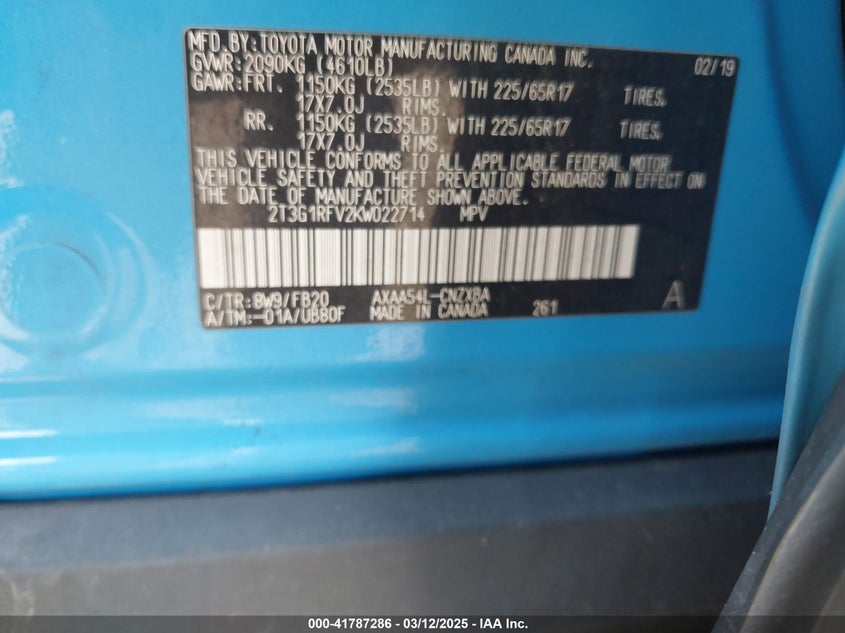 MFD.BY:TOYOTA MOTOR MANUFACTURING CANADA INC.
GVWR:2090KG (4610LB) 02/19
GAWR:FRT. 1150KG (2535LB) WITH 225/65R17 TIRES,
17X7.0J RIMS.
RR. 1150KG (2535LB) WITH 225/65R17 TIRES,
17X7.0J RIMS.
THIS VEHICLE CONFORMS TO ALL APPLICABLE FEDERAL MOTOR
VEHICLE SAFETY AND THEFT PREVENTION STANDARDS IN EFFECT ON
THE DATE OF MANUFACTURE SHOWN ABOVE.
2T3G1RFV2KW022714 MPV
C/TR:8W9/FB20 AXAA54L-CNZXBA A
A/TM:-01A/UB80F MADE IN CANADA 261
000-41787286 - 03/12/2025 - IAA Inc.